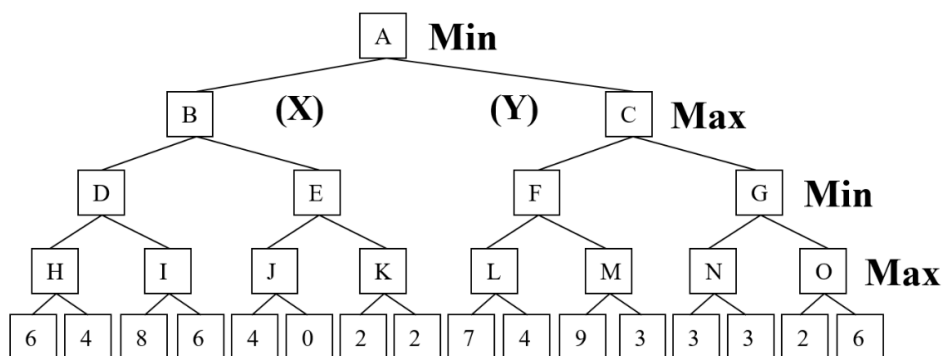 A Min
B (X) (Y) C Max
D E F G Min
H I J K L M N O Max
6 4 8 6 4 0 2 2 7 4 9 3 3 3 2 6